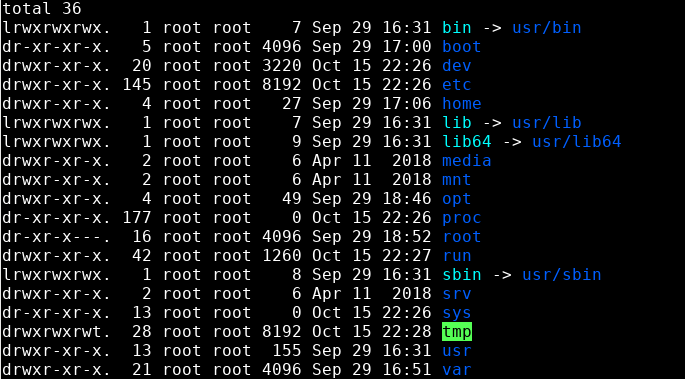 total 36
lrwxrwxrwx.   1 root root    7 Sep 29 16:31 bin -> usr/bin
dr-xr-xr-x.   5 root root 4096 Sep 29 17:00 boot
drwxr-xr-x.  20 root root 3220 Oct 15 22:26 dev
drwxr-xr-x. 145 root root 8192 Oct 15 22:26 etc
drwxr-xr-x.   4 root root   27 Sep 29 17:06 home
lrwxrwxrwx.   1 root root    7 Sep 29 16:31 lib -> usr/lib
lrwxrwxrwx.   1 root root    9 Sep 29 16:31 lib64 -> usr/lib64
drwxr-xr-x.   2 root root    6 Apr 11  2018 media
drwxr-xr-x.   2 root root    6 Apr 11  2018 mnt
drwxr-xr-x.   4 root root   49 Sep 29 18:46 opt
dr-xr-xr-x. 177 root root    0 Oct 15 22:26 proc
dr-xr-x---.  16 root root 4096 Sep 29 18:52 root
drwxr-xr-x.  42 root root 1260 Oct 15 22:27 run
lrwxrwxrwx.   1 root root    8 Sep 29 16:31 sbin -> usr/sbin
drwxr-xr-x.   2 root root    6 Apr 11  2018 srv
dr-xr-xr-x.  13 root root    0 Oct 15 22:26 sys
drwxrwxrwt.  28 root root 8192 Oct 15 22:28 tmp
drwxr-xr-x.  13 root root  155 Sep 29 16:31 usr
drwxr-xr-x.  21 root root 4096 Sep 29 16:51 var